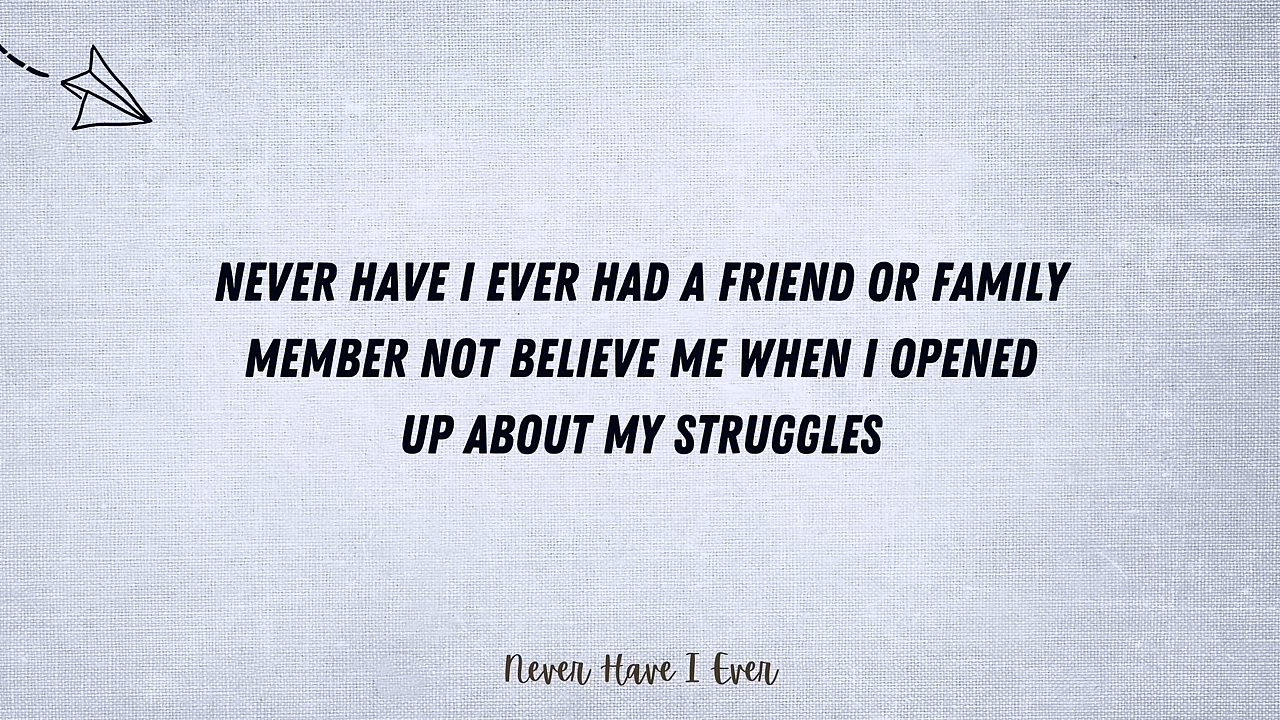 NEVER HAVE I EVER HAD A FRIEND OR FAMILY
MEMBER NOT BELIEVE ME WHEN I OPENED
UP ABOUT MY STRUGGLES
Never Have I Ever